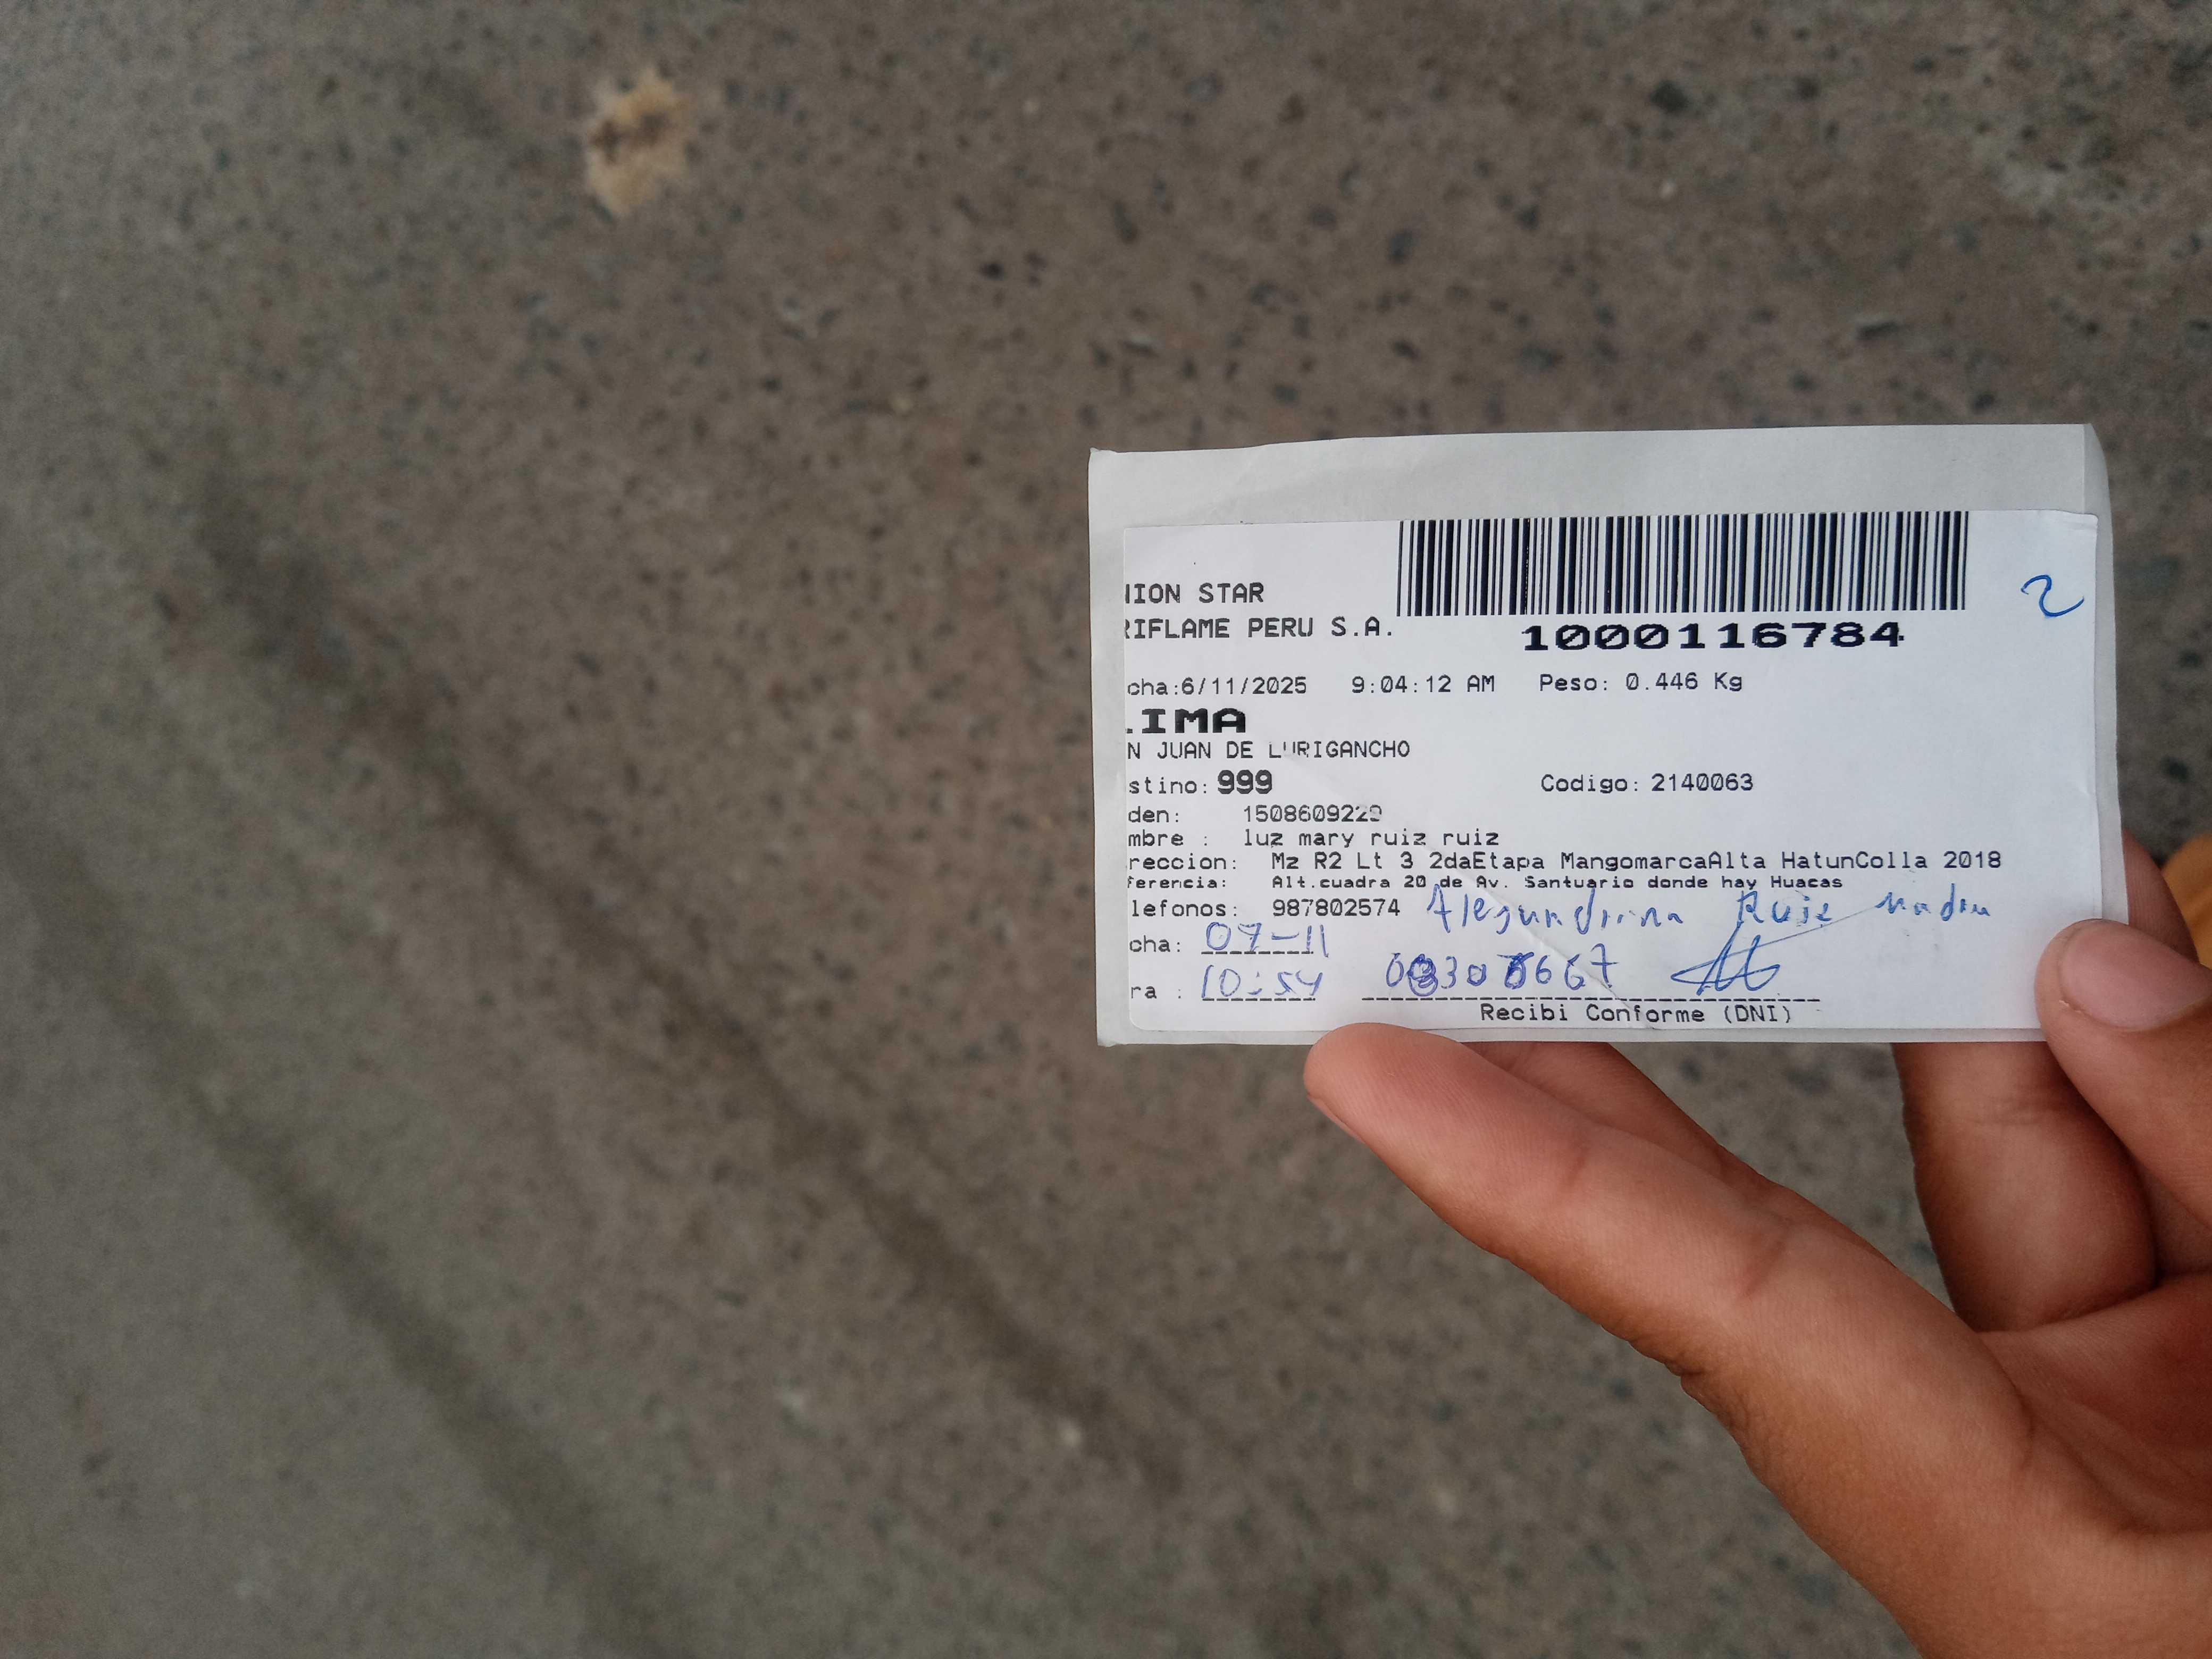 NION STAR
RIFLAME PERU S.A.
1000116784
2
cha:6/11/2025 9:04:12 AM Peso: 0.446 Kg
LIMA
N JUAN DE LURIGANCHO
stino: 999 Codigo: 2140063
den: 1508609229
mbre : luz mary ruiz ruiz
reccion: Mz R2 Lt 3 2daEtapa MangomarcaAlta HatunColla 2018
ferencia: Alt.cuadra 20 de Av. Santuario donde hay Huacas
lefonos: 987802574 Ruiz
cha: 07-11
ra : 10:54
Recibi Conforme (DNI)